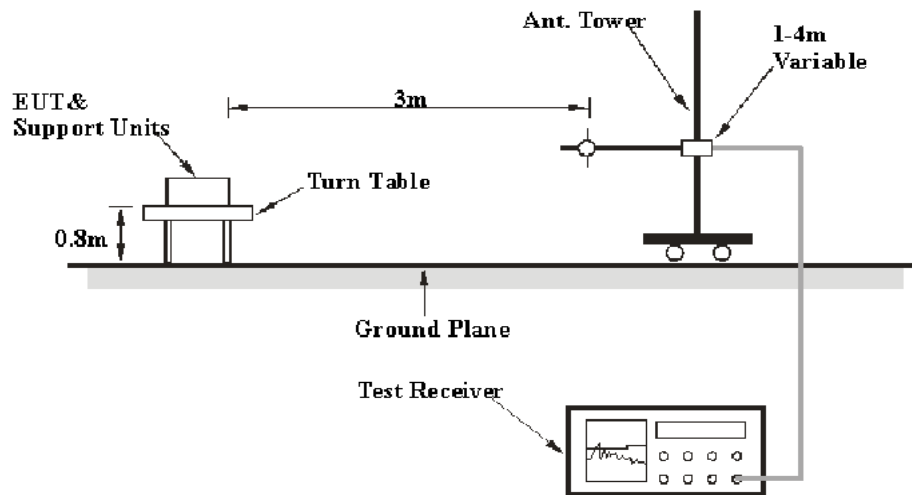 Ant. Tower
1-4m
Variable
3m
EUT&
Support Units
Turn Table
0.8m
Ground Plane
Test Receiver